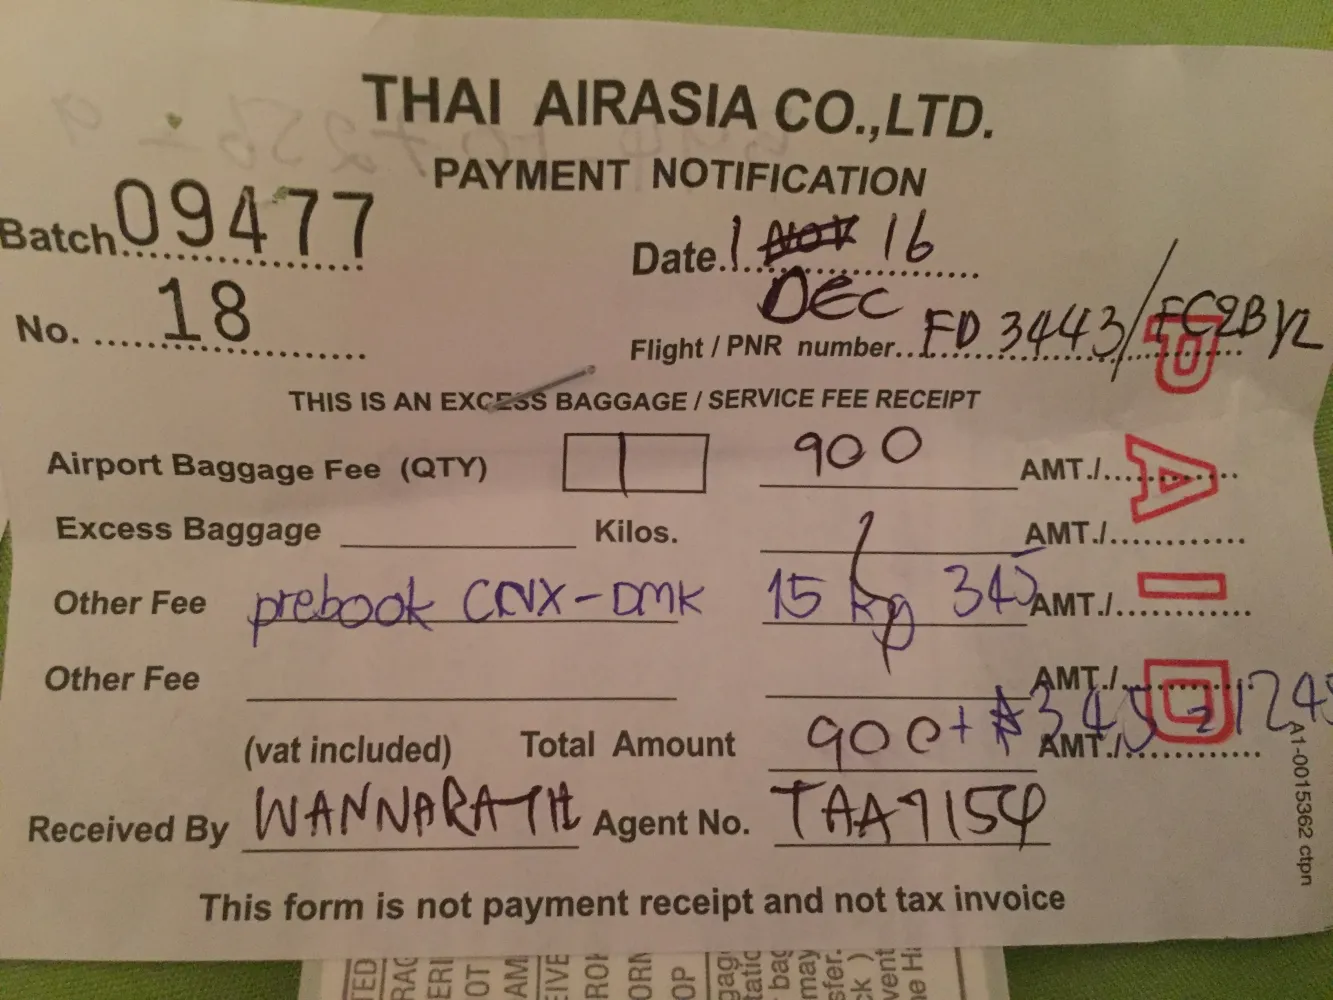 THAI AIRASIA CO.,LTD.
PAYMENT NOTIFICATION
Batch 09477
Date 1 NOV 16
DEC
No. 18
Flight / PNR number FD 3443/
THIS IS AN EXCESS BAGGAGE / SERVICE FEE RECEIPT
Airport Baggage Fee (QTY) 1 900 AMT./
Excess Baggage Kilos. AMT./
Other Fee prebook CNX-DMK 15 kg 345 AMT./
Other Fee AMT./
(vat included) Total Amount 900 + 345 = 1245 AMT./
Received By WANNARATH Agent No. TAA7154
This form is not payment receipt and not tax invoice
PAID
A1-0015362 ctpn